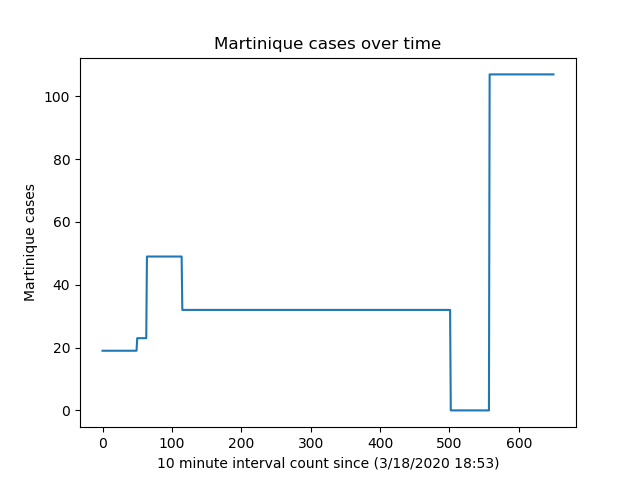 Martinique cases over time
Martinique cases
100
80
60
40
20
0
0 100 200 300 400 500 600
10 minute interval count since (3/18/2020 18:53)